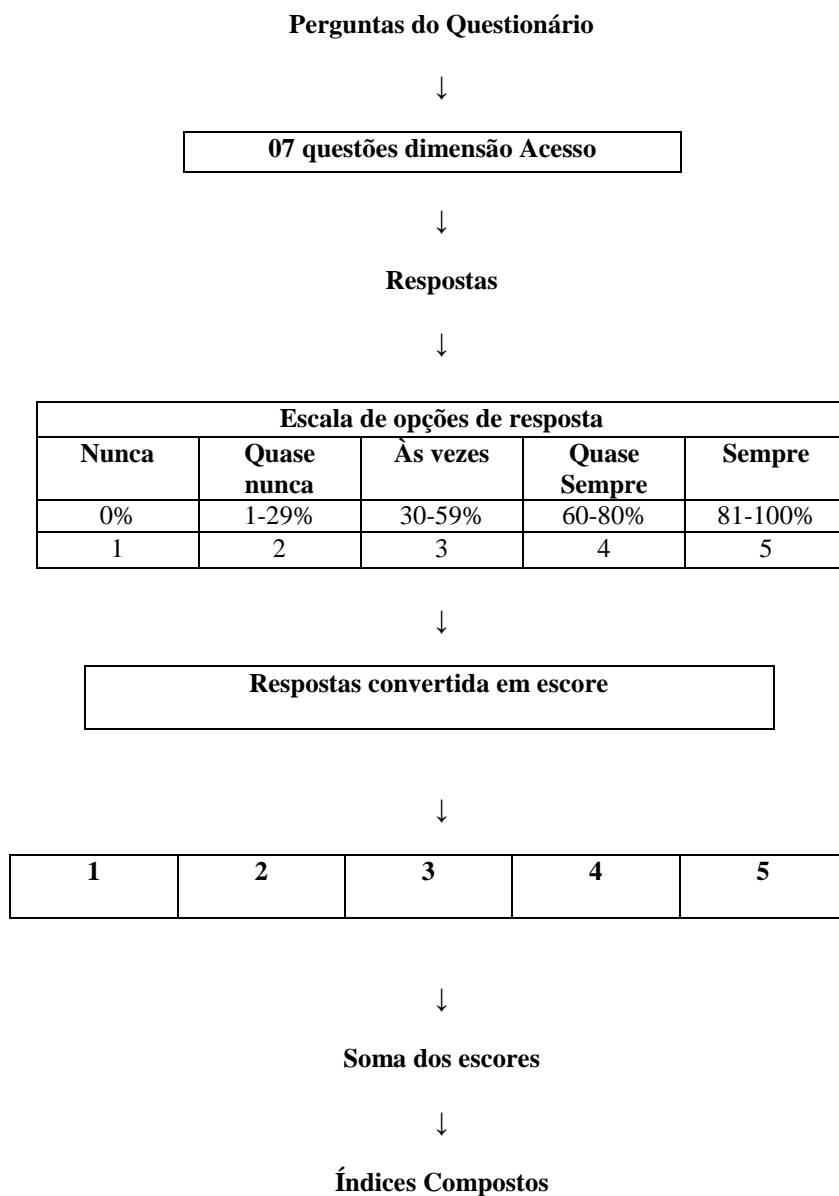 Perguntas do Questionário
↓
07 questões dimensão Acesso
↓
Respostas
↓
Escala de opções de resposta
Nunca Quase nunca Às vezes Quase Sempre Sempre
0% 1-29% 30-59% 60-80% 81-100%
1 2 3 4 5
↓
Respostas convertida em escore
↓
1 2 3 4 5
↓
Soma dos escores
↓
Índices Compostos